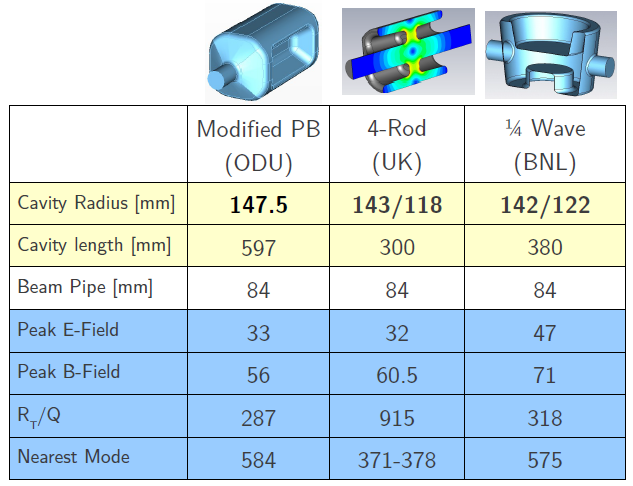 Modified PB 4-Rod ¼ Wave
(ODU) (UK) (BNL)
Cavity Radius [mm] 147.5 143/118 142/122
Cavity length [mm] 597 300 380
Beam Pipe [mm] 84 84 84
Peak E-Field 33 32 47
Peak B-Field 56 60.5 71
R_T/Q 287 915 318
Nearest Mode 584 371-378 575